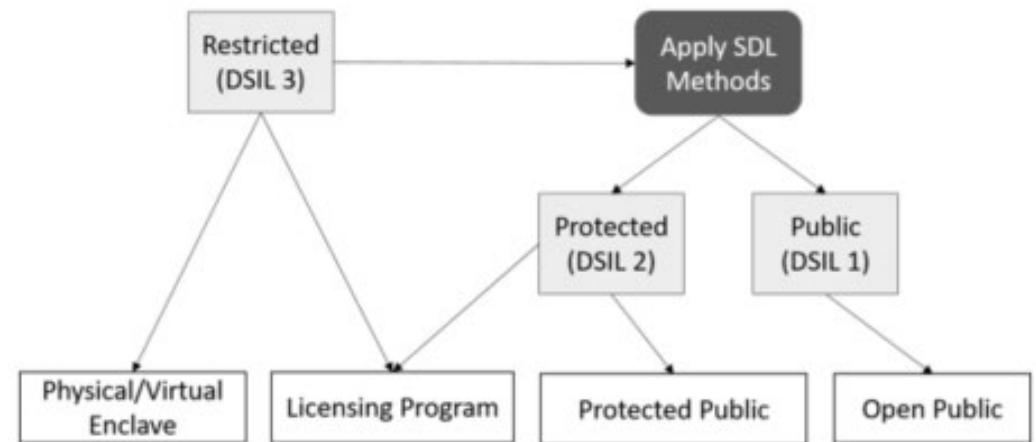 Restricted
(DSIL 3)
Apply SDL
Methods
Protected
(DSIL 2)
Public
(DSIL 1)
Physical/Virtual
Enclave
Licensing Program
Protected Public
Open Public